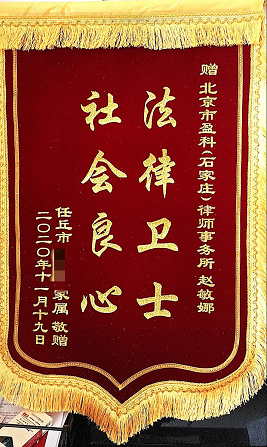 赠 北京市盈科(石家庄)律师事务所 赵敏娜
法律卫士
社会良心
任丘市 家属 敬赠
二〇二〇年十一月十九日